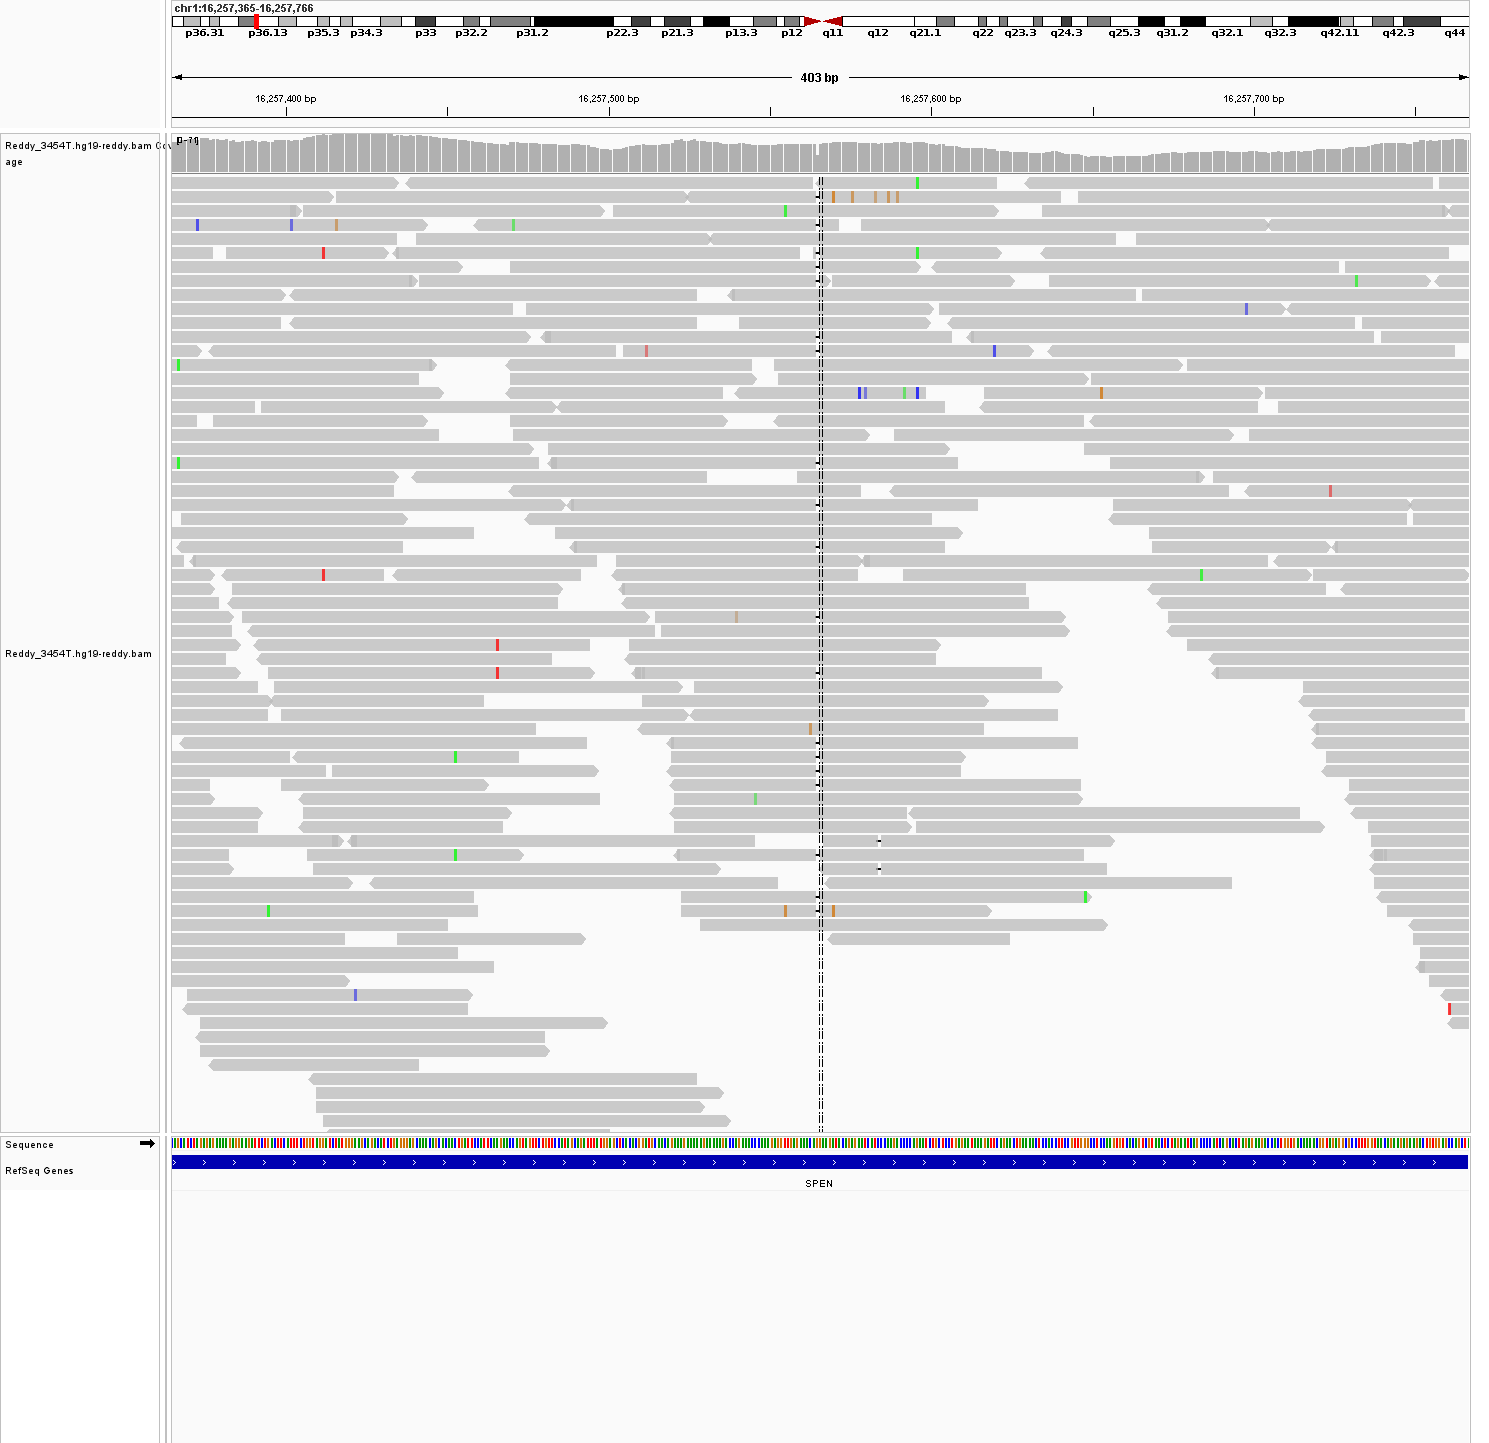 chr1:16,257,365-16,257,766
p36.31 p36.13 p35.3 p34.3 p33 p32.2 p31.2 p22.3 p21.3 p13.3 p12 q11 q12 q21.1 q22 q23.3 q24.3 q25.3 q31.2 q32.1 q32.3 q42.11 q42.3 q44
403 bp
16,257,400 bp 16,257,500 bp 16,257,600 bp 16,257,700 bp
Reddy_3454T.hg19-reddy.bam Cov
age
Reddy_3454T.hg19-reddy.bam
Sequence
RefSeq Genes
SPEN